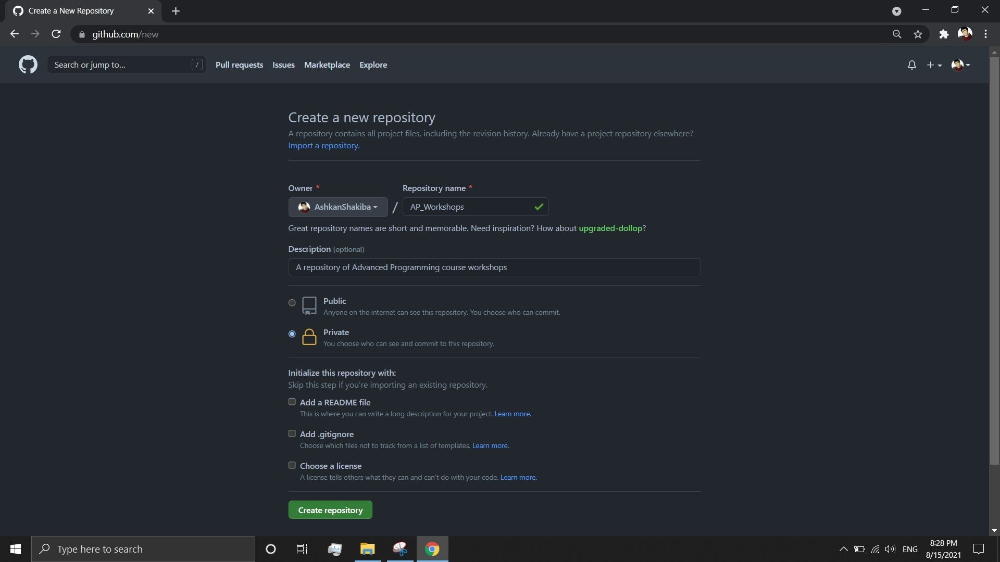 Create a New Repository
github.com/new
Search or jump to... /
Pull requests Issues Marketplace Explore
Create a new repository
A repository contains all project files, including the revision history. Already have a project repository elsewhere?
Import a repository.
Owner * Repository name *
AshkanShakiba / AP_Workshops
Great repository names are short and memorable. Need inspiration? How about upgraded-dollop?
Description (optional)
A repository of Advanced Programming course workshops
Public
Anyone on the internet can see this repository. You choose who can commit.
Private
You choose who can see and commit to this repository.
Initialize this repository with:
Skip this step if you're importing an existing repository.
Add a README file
This is where you can write a long description for your project. Learn more.
Add .gitignore
Choose which files not to track from a list of templates. Learn more.
Choose a license
A license tells others what they can and can't do with your code. Learn more.
Create repository
Type here to search
ENG
8:28 PM
8/15/2021